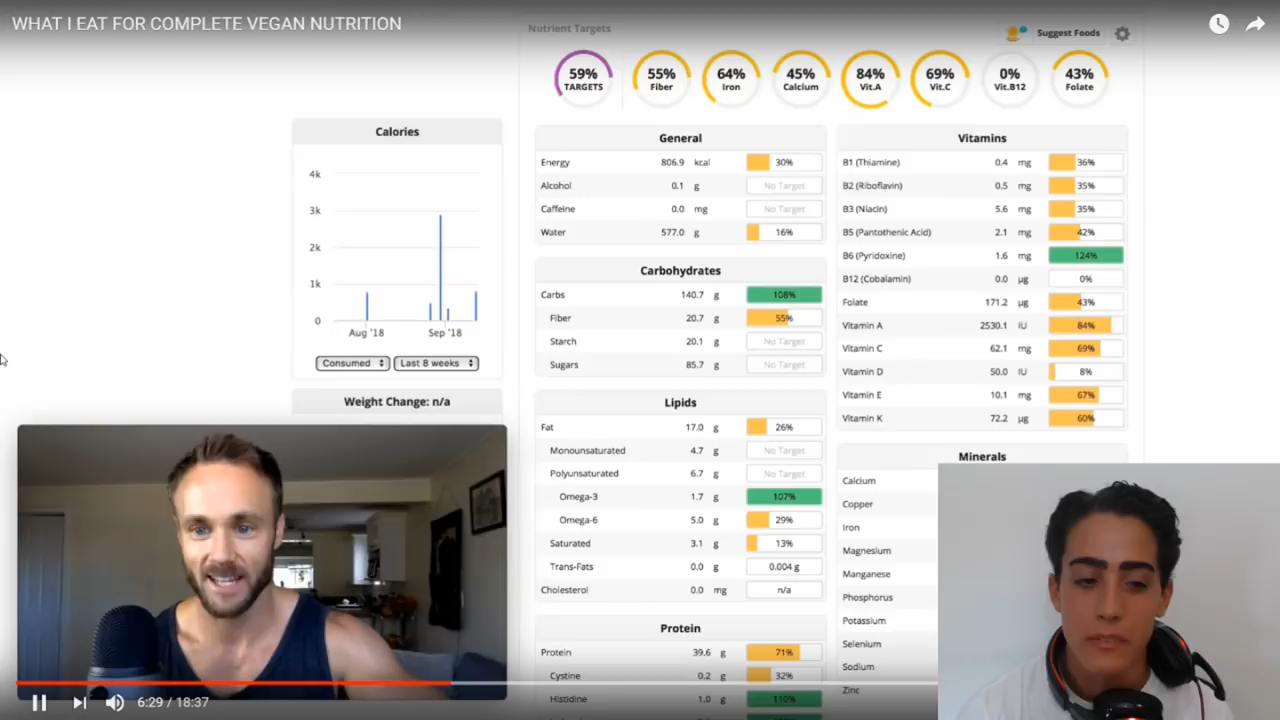 WHAT I EAT FOR COMPLETE VEGAN NUTRITION
Nutrient Targets
Suggest Foods
59% TARGETS
55% Fiber
64% Iron
45% Calcium
84% Vit.A
69% Vit.C
0% Vit.B12
43% Folate
Calories
4k
3k
2k
1k
0
Aug '18 Sep '18
Consumed Last 8 weeks
Weight Change: n/a
General
Energy 806.9 kcal 30%
Alcohol 0.1 g No Target
Caffeine 0.0 mg No Target
Water 577.0 g 16%
Carbohydrates
Carbs 140.7 g 108%
Fiber 20.7 g 55%
Starch 20.1 g No Target
Sugars 85.7 g No Target
Lipids
Fat 17.0 g 26%
Monounsaturated 4.7 g No Target
Polyunsaturated 6.7 g No Target
Omega-3 1.7 g 107%
Omega-6 5.0 g 29%
Saturated 3.1 g 13%
Trans-Fats 0.0 g 0.004 g
Cholesterol 0.0 mg n/a
Protein
Protein 39.6 g 71%
Cystine 0.2 g 32%
Histidine 1.0 g 110%
Vitamins
B1 (Thiamine) 0.4 mg 36%
B2 (Riboflavin) 0.5 mg 35%
B3 (Niacin) 5.6 mg 35%
B5 (Pantothenic Acid) 2.1 mg 42%
B6 (Pyridoxine) 1.6 mg 124%
B12 (Cobalamin) 0.0 µg 0%
Folate 171.2 µg 43%
Vitamin A 2530.1 IU 84%
Vitamin C 62.1 mg 69%
Vitamin D 50.0 IU 8%
Vitamin E 10.1 mg 67%
Vitamin K 72.2 µg 60%
Minerals
Calcium
Copper
Iron
Magnesium
Manganese
Phosphorus
Potassium
Selenium
Sodium
Zinc
6:29 / 18:37